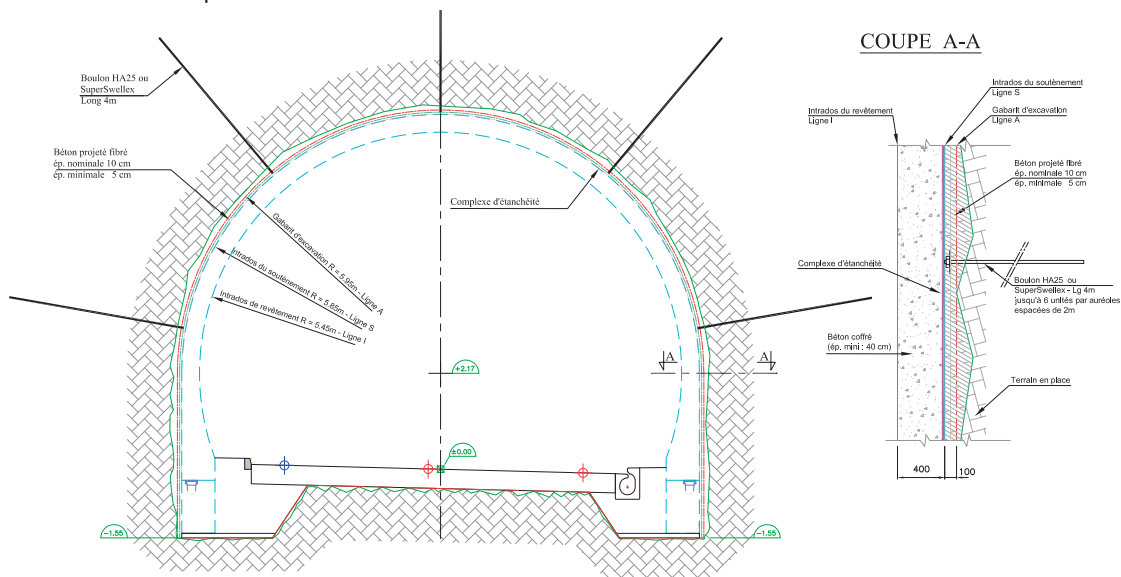 Boulon HA25 ou
SuperSwellex
Long 4m
Béton projeté fibré
ép. nominale 10 cm
ép. minimale 5 cm
Complexe d'étanchéité
Gabarit d'excavation R = 5.95m - Ligne A
Intrados du soutènement R = 5.85m - Ligne S
Intrados de revêtement R = 5.45m - Ligne I
A
A
+2.17
±0.00
-1.55
-1.55
COUPE A-A
Intrados du soutènement
Ligne S
Intrados du revêtement
Ligne I
Gabarit d'excavation
Ligne A
Béton projeté fibré
ép. nominale 10 cm
ép. minimale 5 cm
Complexe d'étanchéité
Boulon HA25 ou
SuperSwellex - Lg 4m
jusqu'à 6 unités par auréoles
espacées de 2m
Béton coffré
(ép. mini : 40 cm)
Terrain en place
400
100